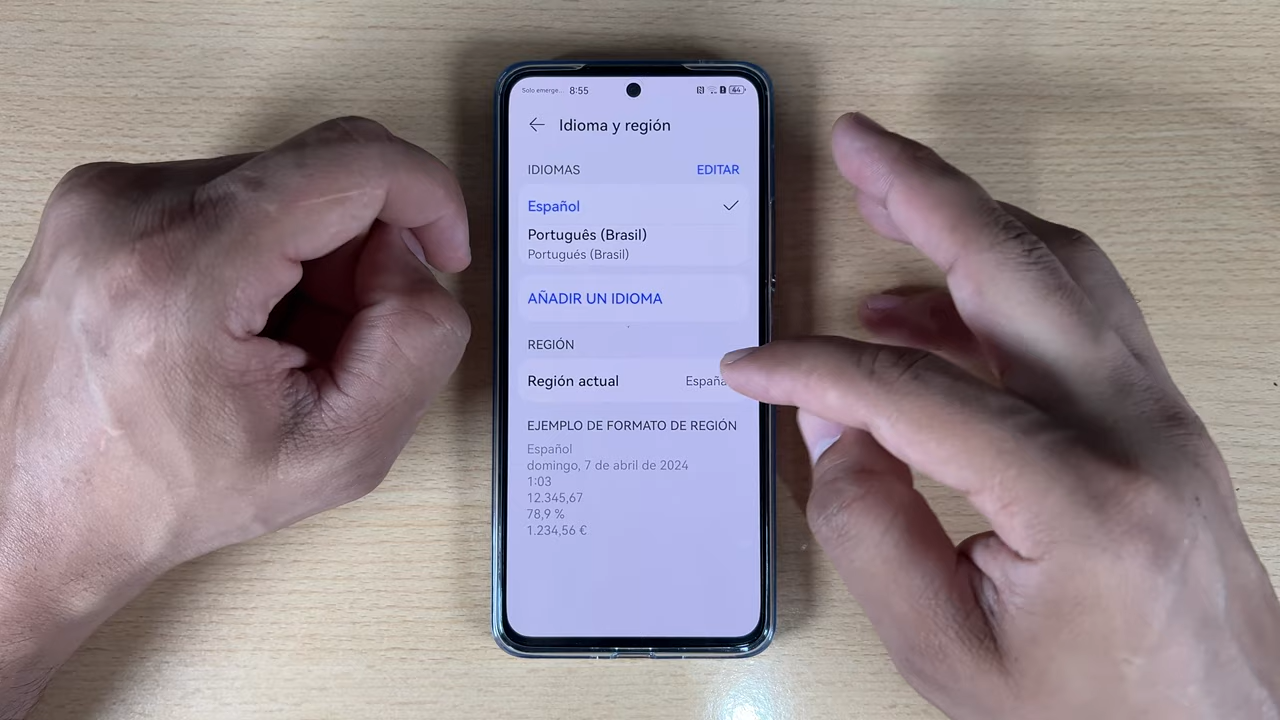 Solo emerge... 8:55 44
Idioma y región
IDIOMAS EDITAR
Español
Português (Brasil)
Portugués (Brasil)
AÑADIR UN IDIOMA
REGIÓN
Región actual España
EJEMPLO DE FORMATO DE REGIÓN
Español
domingo, 7 de abril de 2024
1:03
12.345,67
78,9 %
1.234,56 €